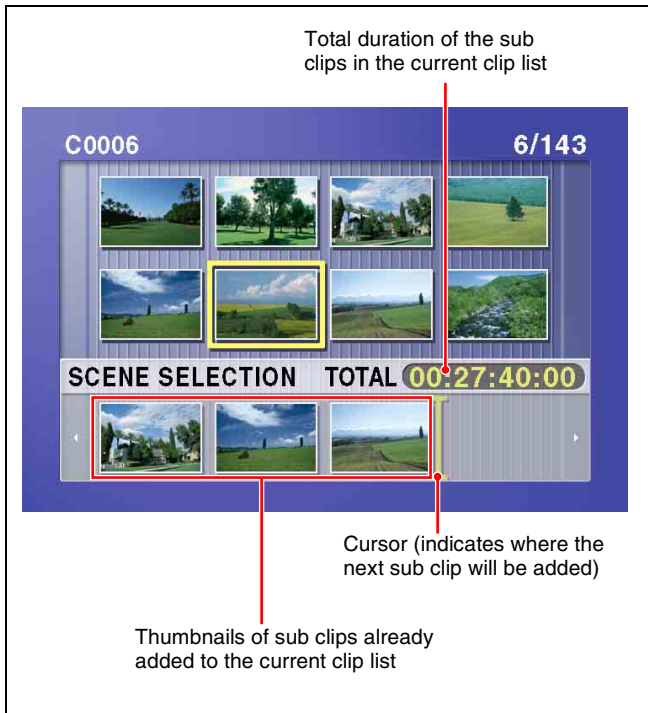 Total duration of the sub
clips in the current clip list
C0006
6/143
SCENE SELECTION TOTAL 00:27:40:00
Cursor (indicates where the
next sub clip will be added)
Thumbnails of sub clips already
added to the current clip list